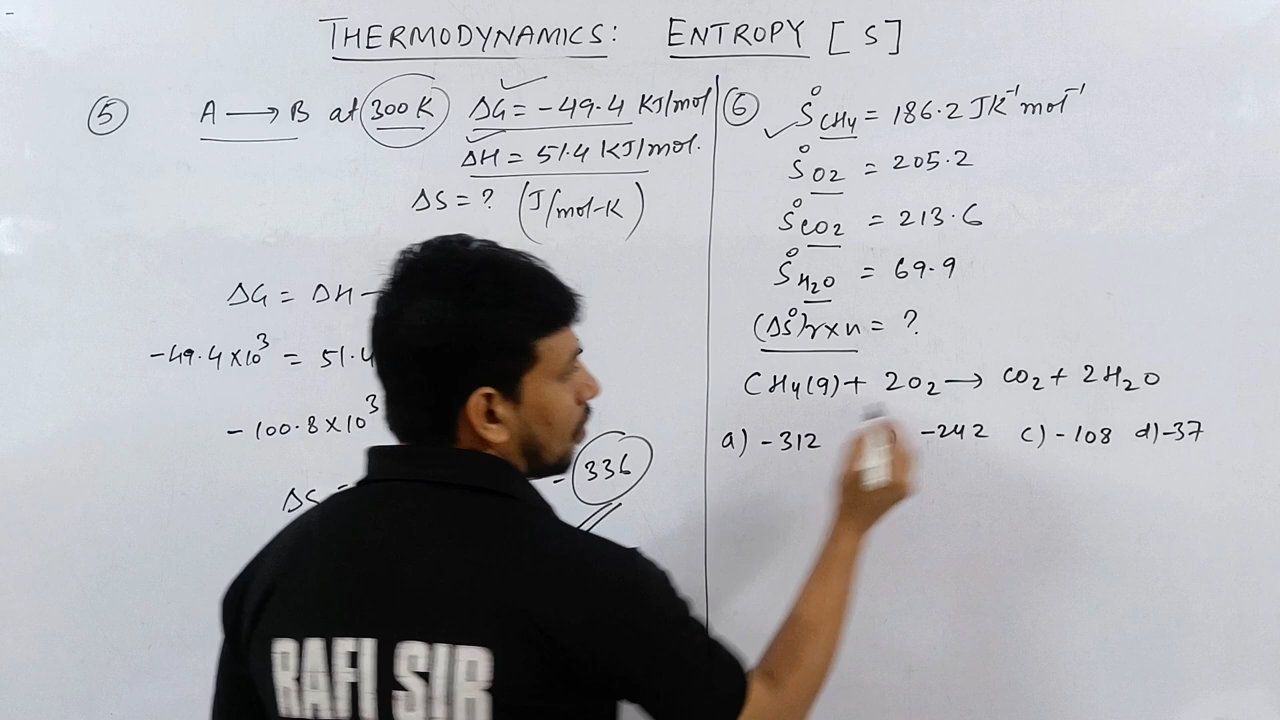 THERMODYNAMICS: ENTROPY [S]
⑤ A → B at 300 K ΔG = -49.4 KJ/mol
ΔH = 51.4 KJ/mol.
ΔS = ? (J/mol-K)
ΔG = ΔH -
-49.4 X 10³ = 51.4
-100.8 X 10³
ΔS =
- 336
⑥ S°CH4 = 186.2 JK⁻¹mol⁻¹
S°O2 = 205.2
S°CO2 = 213.6
S°H2O = 69.9
(ΔS°)rxn = ?
CH4(g) + 2O2 → CO2 + 2H2O
a) -312 ) -242 c) -108 d) -37
RAFI SIR